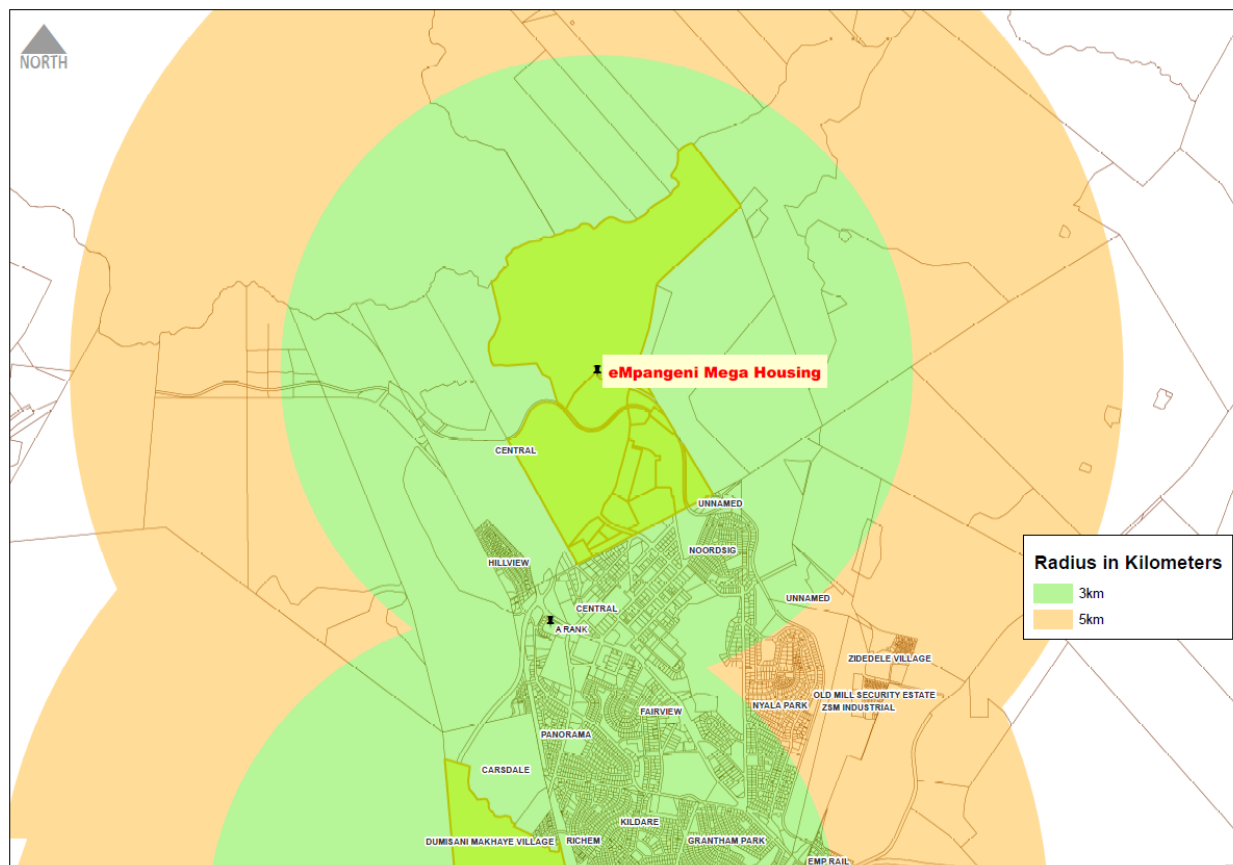 NORTH
eMpangeni Mega Housing
CENTRAL
UNNAMED
NOORDSIG
HILLVIEW
Radius in Kilometers
3km
5km
UNNAMED
CENTRAL
A RANK
ZIDEDELE VILLAGE
OLD MILL SECURITY ESTATE
NYALA PARK
ZSM INDUSTRIAL
FAIRVIEW
PANORAMA
CARSDALE
KILDARE
DUMISANI MAKHAYE VILLAGE
RICHEM
GRANTHAM PARK
EMP.RAIL